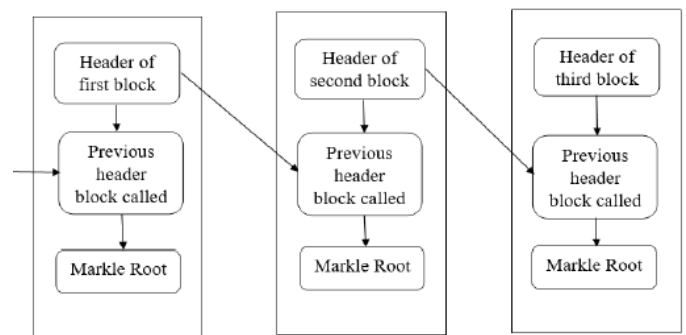 Header of
first block
Previous
header
block called
Markle Root
Header of
second block
Previous
header
block called
Markle Root
Header of
third block
Previous
header
block called
Markle Root